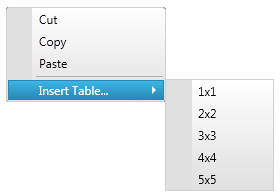 Cut
Copy
Paste
Insert Table...
1x1
2x2
3x3
4x4
5x5